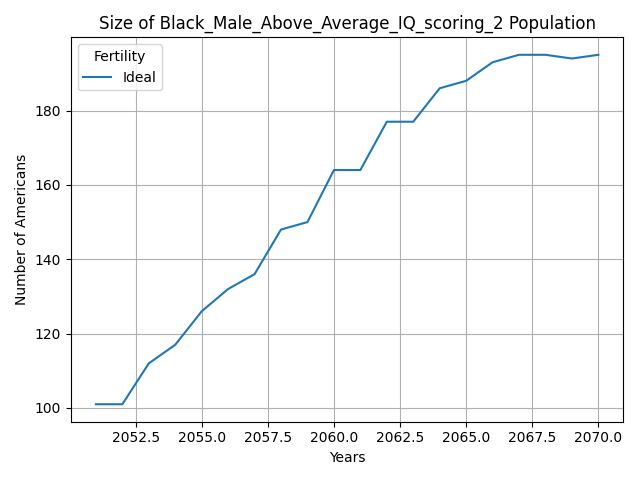 Size of Black_Male_Above_Average_IQ_scoring_2 Population
Fertility
Ideal
Number of Americans
180
160
140
120
100
2052.5 2055.0 2057.5 2060.0 2062.5 2065.0 2067.5 2070.0
Years